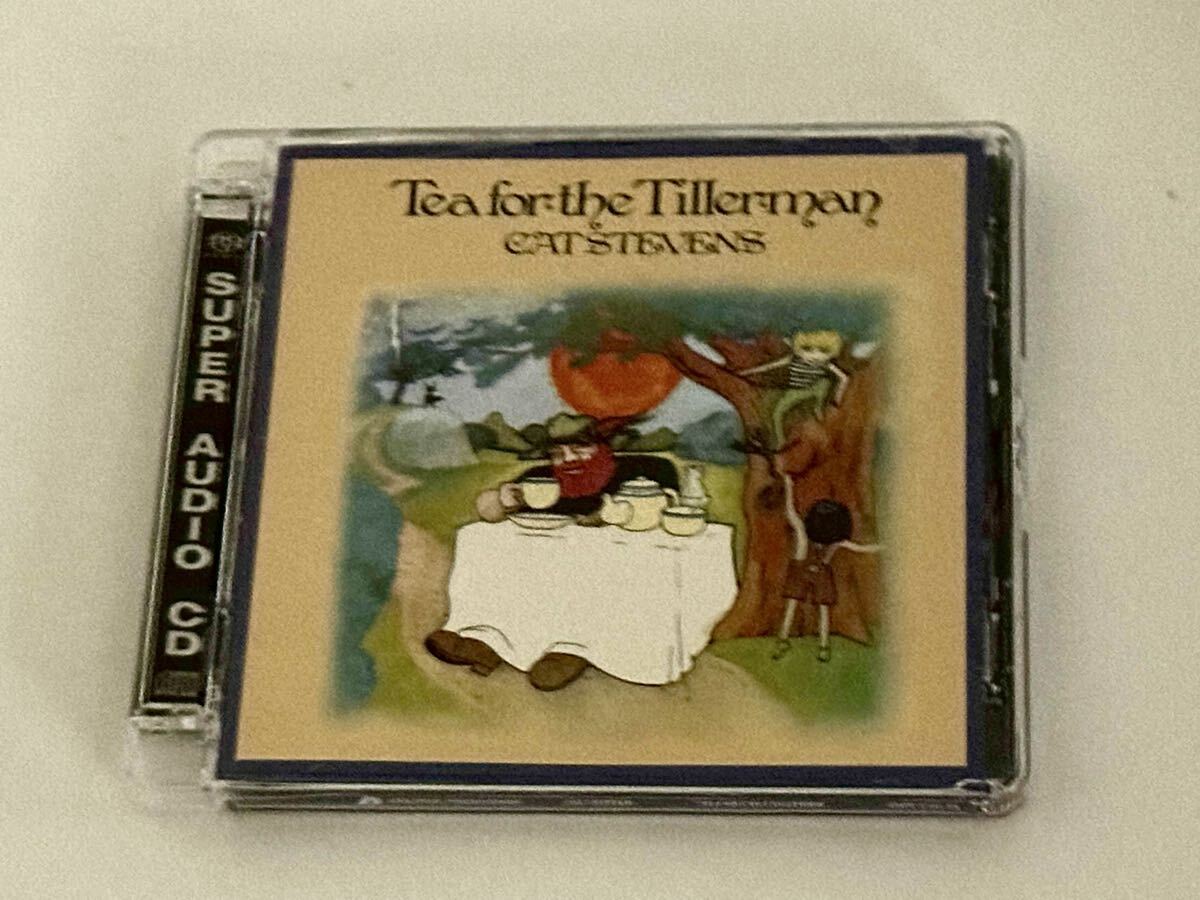 Tea for the Tillerman
CAT STEVENS
SUPER AUDIO CD